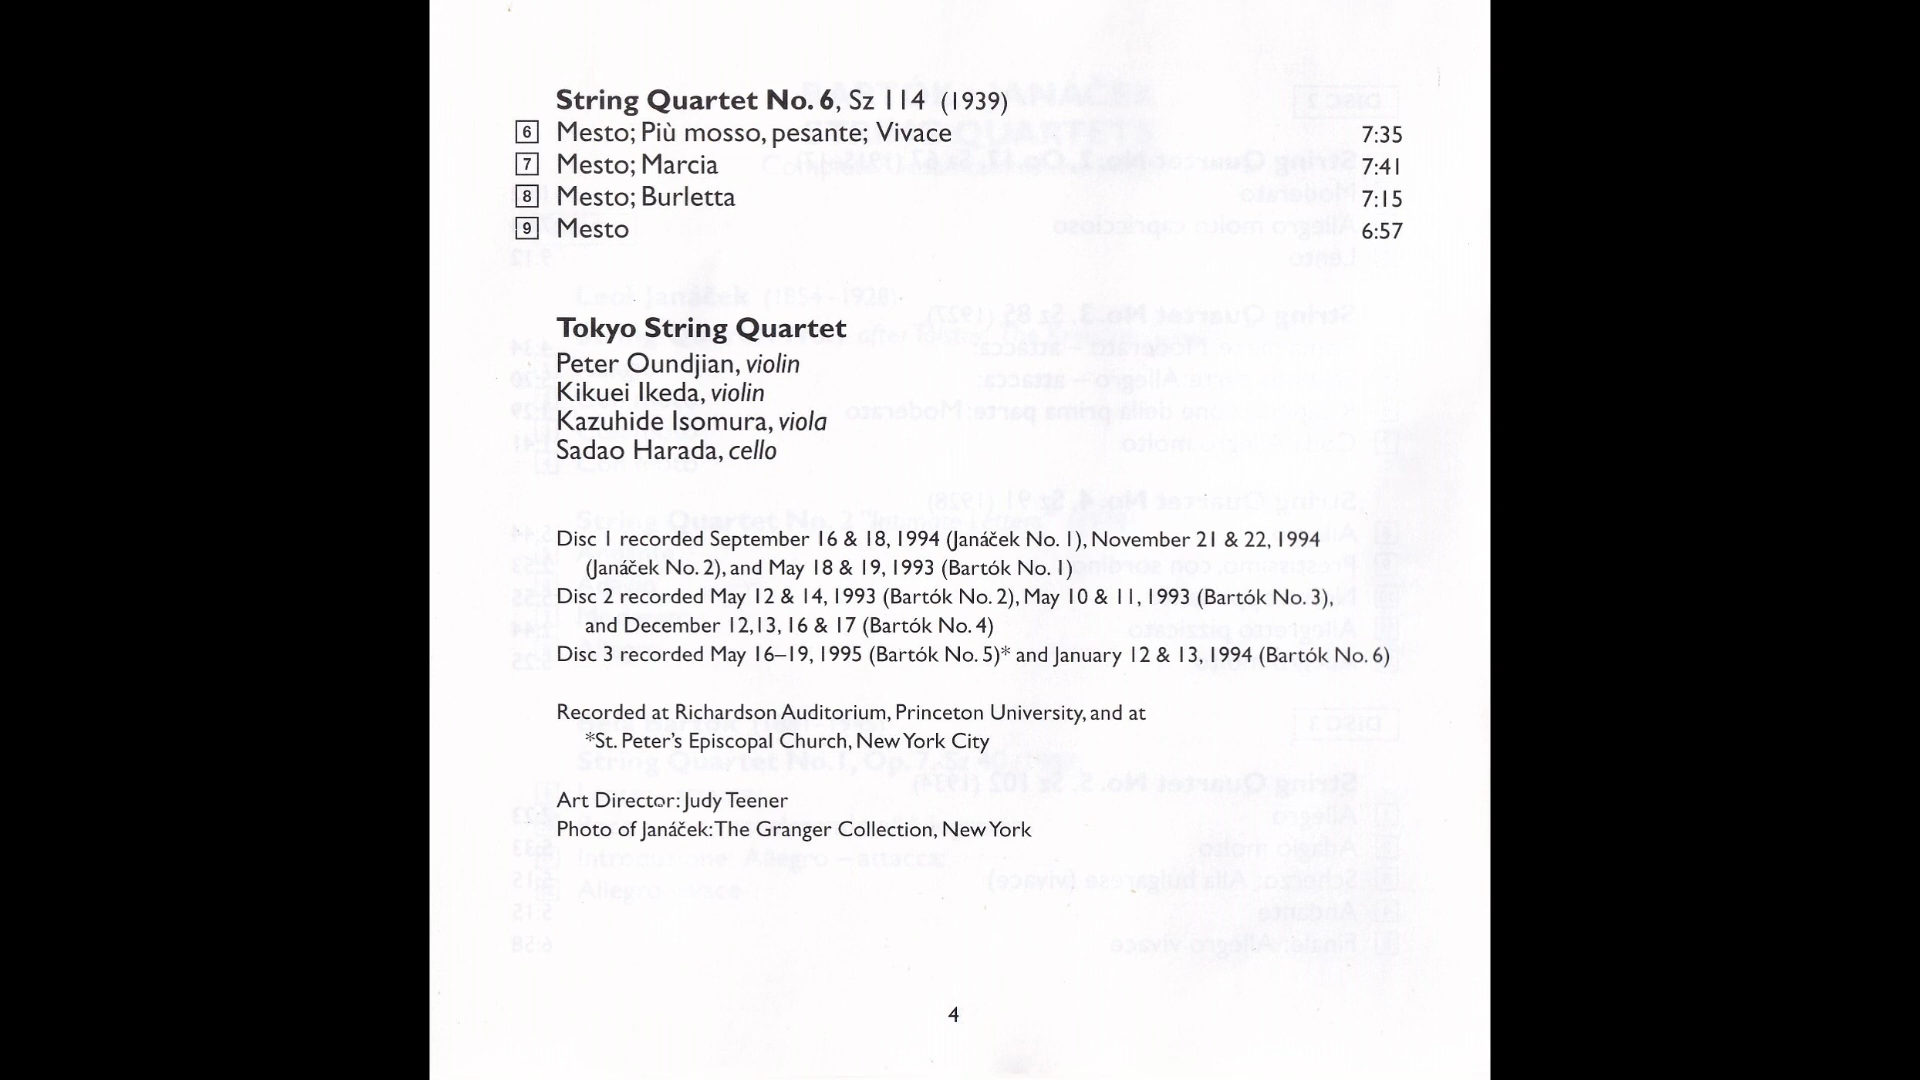 String Quartet No. 6, Sz 114 (1939)
6 Mesto; Più mosso, pesante; Vivace 7:35
7 Mesto; Marcia 7:41
8 Mesto; Burletta 7:15
9 Mesto 6:57
Tokyo String Quartet
Peter Oundjian, violin
Kikuei Ikeda, violin
Kazuhide Isomura, viola
Sadao Harada, cello
Disc 1 recorded September 16 & 18, 1994 (Janáček No. 1), November 21 & 22, 1994
(Janáček No. 2), and May 18 & 19, 1993 (Bartók No. 1)
Disc 2 recorded May 12 & 14, 1993 (Bartók No. 2), May 10 & 11, 1993 (Bartók No. 3),
and December 12,13, 16 & 17 (Bartók No. 4)
Disc 3 recorded May 16–19, 1995 (Bartók No. 5)* and January 12 & 13, 1994 (Bartók No. 6)
Recorded at Richardson Auditorium, Princeton University, and at
*St. Peter's Episcopal Church, New York City
Art Director: Judy Teener
Photo of Janáček: The Granger Collection, New York
4